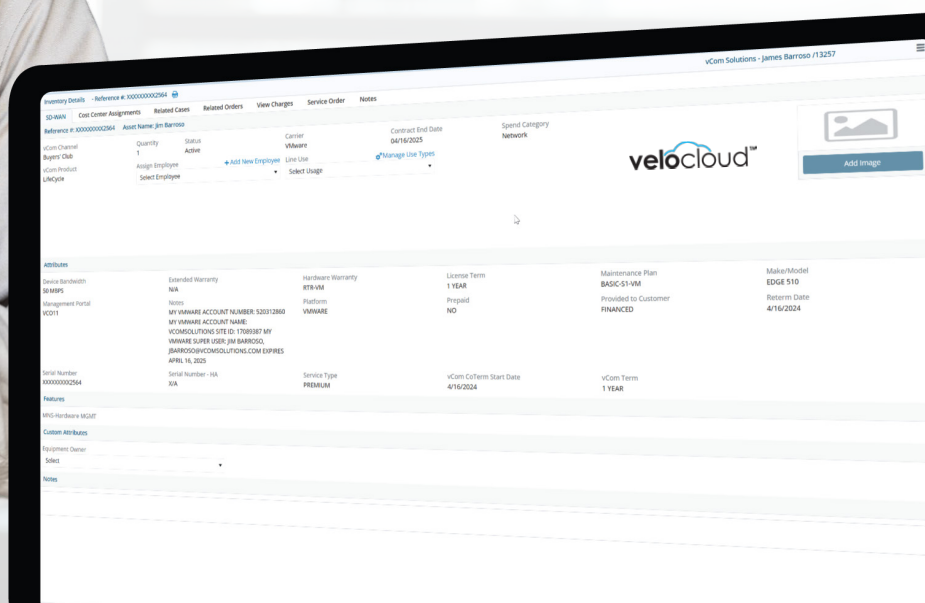 vCom Solutions - James Barroso /13257
Inventory Details - Reference #: XXXXXXXXX2564
SD-WAN Cost Center Assignments Related Cases Related Orders View Charges Service Order Notes
Reference #: XXXXXXXXX2564 Asset Name: Jim Barroso
vCom Channel
Buyers' Club
Quantity
1
Status
Active
Carrier
VMware
Contract End Date
04/16/2025
Spend Category
Network
velocloud™
Add Image
vCom Product
LifeCycle
Assign Employee
+ Add New Employee
Select Employee
Line Use
Manage Use Types
Select Usage
Attributes
Device Bandwidth
50 MBPS
Extended Warranty
N/A
Hardware Warranty
RTR-VM
License Term
1 YEAR
Maintenance Plan
BASIC-S1-VM
Make/Model
EDGE 510
Management Portal
VCO11
Notes
MY VMWARE ACCOUNT NUMBER: 520312860
MY VMWARE ACCOUNT NAME:
VCOMSOLUTIONS SITE ID: 17089387 MY
VMWARE SUPER USER: JIM BARROSO,
JBARROSO@VCOMSOLUTIONS.COM EXPIRES
APRIL 16, 2025
Platform
VMWARE
Prepaid
NO
Provided to Customer
FINANCED
Reterm Date
4/16/2024
Serial Number
XXXXXXXXX2564
Serial Number - HA
X/A
Service Type
PREMIUM
vCom CoTerm Start Date
4/16/2024
vCom Term
1 YEAR
Features
MNS-Hardware MGMT
Custom Attributes
Equipment Owner
Select
Notes